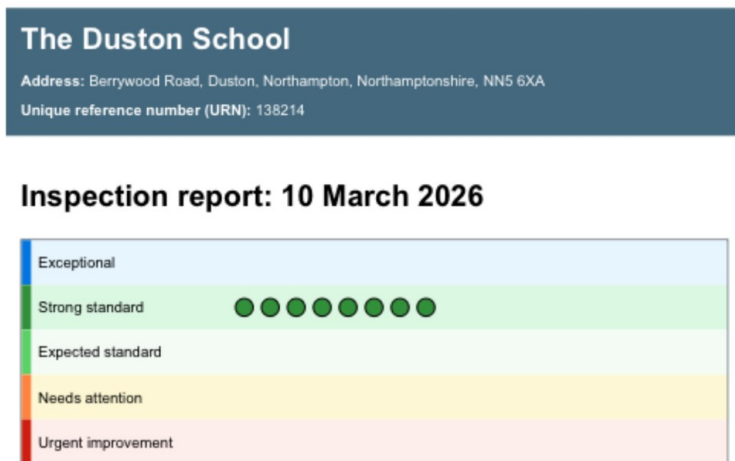 The Duston School
Address: Berrywood Road, Duston, Northampton, Northamptonshire, NN5 6XA
Unique reference number (URN): 138214
Inspection report: 10 March 2026
Exceptional
Strong standard
Expected standard
Needs attention
Urgent improvement